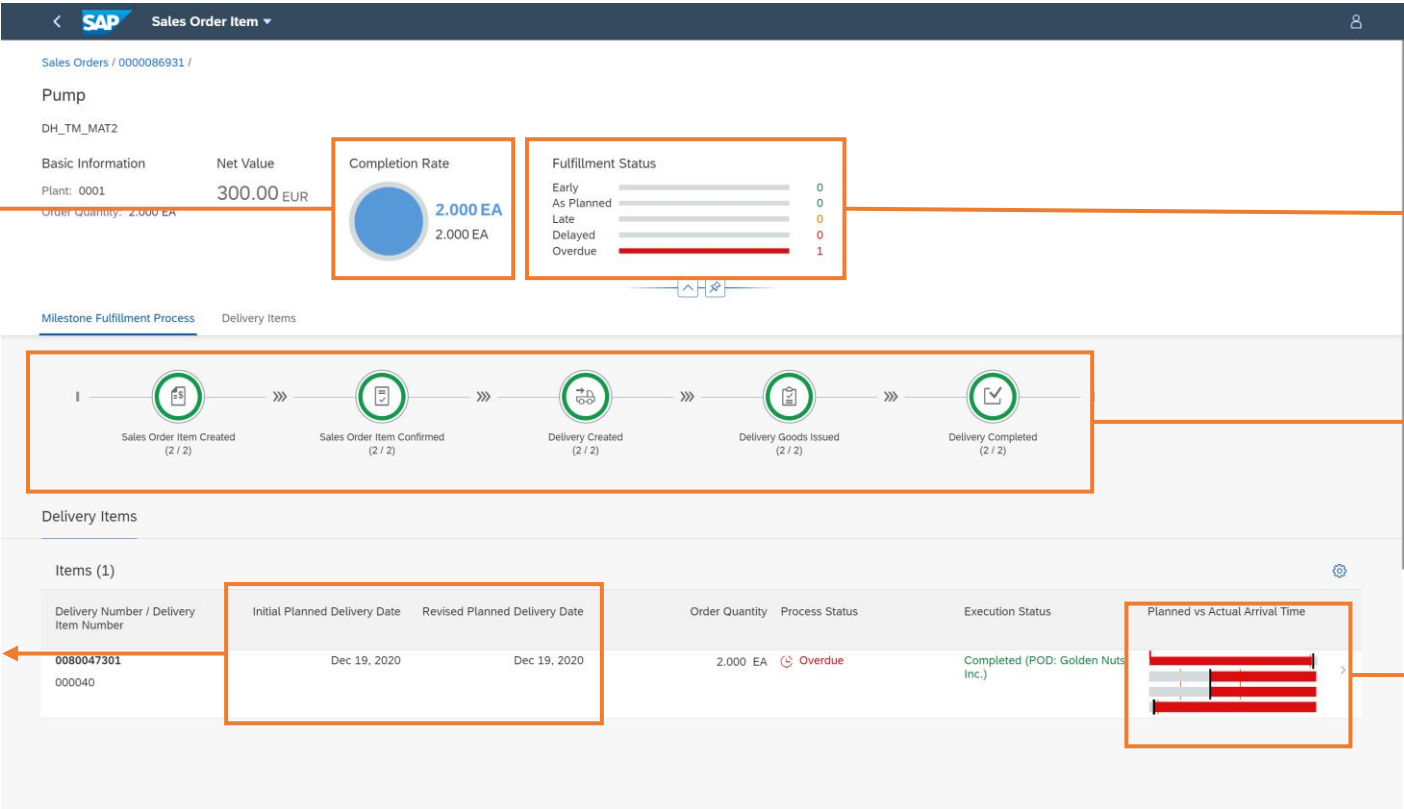 SAP Sales Order Item
Sales Orders / 0000086931 /
Pump
DH_TM_MAT2
Basic Information
Plant: 0001
Order Quantity: 2.000 EA
Net Value
300.00 EUR
Completion Rate
2.000 EA
2.000 EA
Fulfillment Status
Early 0
As Planned 0
Late 0
Delayed 0
Overdue 1
Milestone Fulfillment Process Delivery Items
Sales Order Item Created
(2 / 2)
Sales Order Item Confirmed
(2 / 2)
Delivery Created
(2 / 2)
Delivery Goods Issued
(2 / 2)
Delivery Completed
(2 / 2)
Delivery Items
Items (1)
Delivery Number / Delivery
Item Number
Initial Planned Delivery Date
Revised Planned Delivery Date
Order Quantity
Process Status
Execution Status
Planned vs Actual Arrival Time
0080047301
000040
Dec 19, 2020
Dec 19, 2020
2.000 EA
Overdue
Completed (POD: Golden Nuts
Inc.)